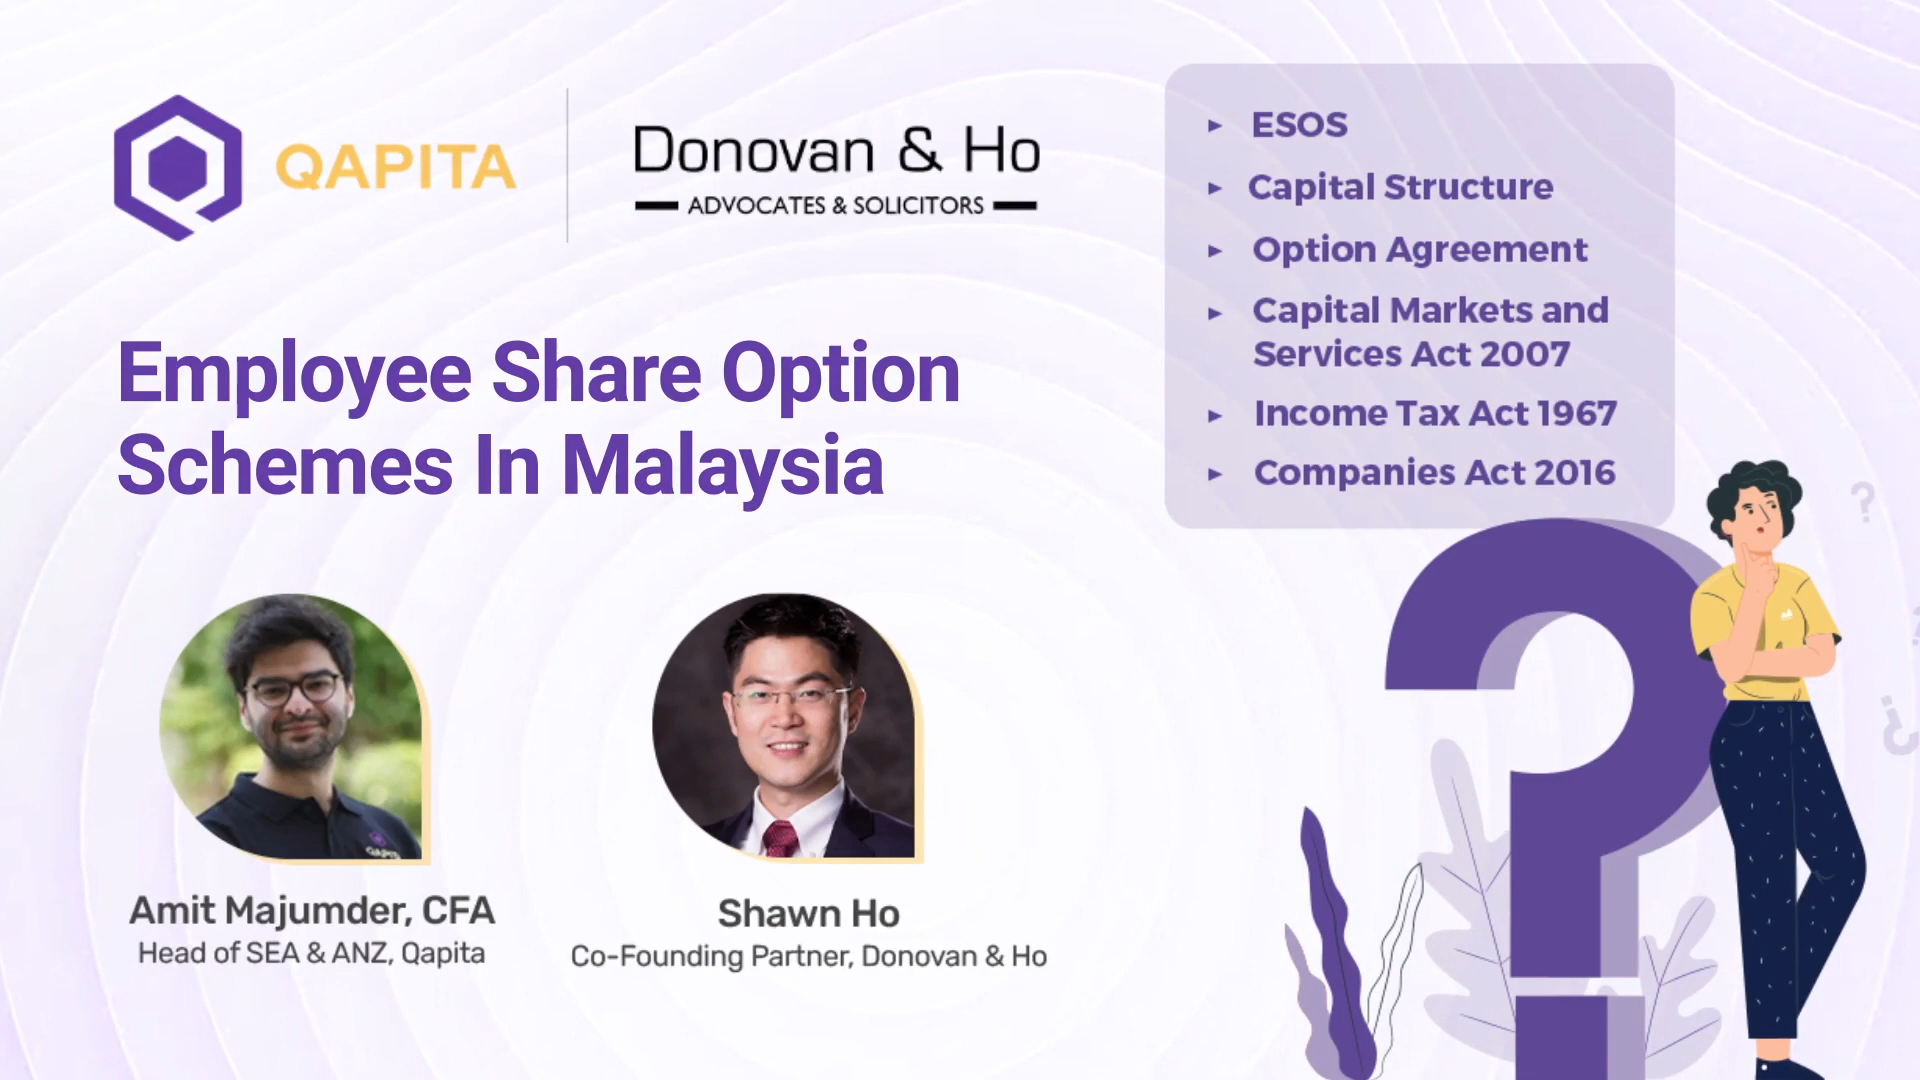 QAPITA
Donovan & Ho
ADVOCATES & SOLICITORS
Employee Share Option
Schemes In Malaysia
ESOS
Capital Structure
Option Agreement
Capital Markets and
Services Act 2007
Income Tax Act 1967
Companies Act 2016
QAPITA
Amit Majumder, CFA
Head of SEA & ANZ, Qapita
Shawn Ho
Co-Founding Partner, Donovan & Ho